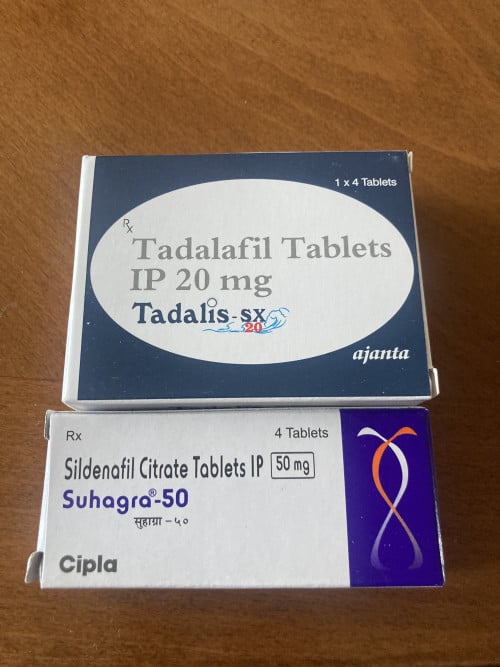 1 x 4 Tablets
Rx
Tadalafil Tablets
IP 20 mg
Tadalis-sx
20
ajanta
Rx
4 Tablets
Sildenafil Citrate Tablets IP 50 mg
Suhagra®-50
सुहाग्रा – ५०
Cipla